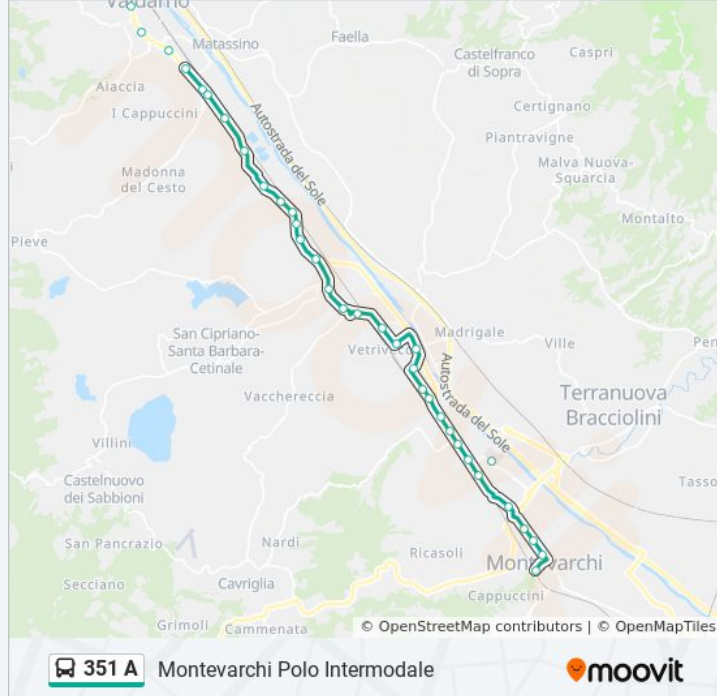 Valdarno
Matassino
Faella
Castelfranco
di Sopra
Caspri
Aiaccia
I Cappuccini
Autostrada del Sole
Certignano
Piantravigne
Malva Nuova-
Squarcia
Madonna
del Cesto
Montalto
Pieve
San Cipriano-
Santa Barbara-
Cetinale
Madrigale
Ville
Pen
Vacchereccia
Autostrada del Sole
Terranuova
Bracciolini
Villini
Castelnuovo
dei Sabbioni
Tasso
San Pancrazio
Nardi
Ricasoli
Montevarchi
Secciano
Cavriglia
Cappuccini
Grimoli
Cammenata
© OpenStreetMap contributors | © OpenMapTiles
351 A
Montevarchi Polo Intermodale
moovit